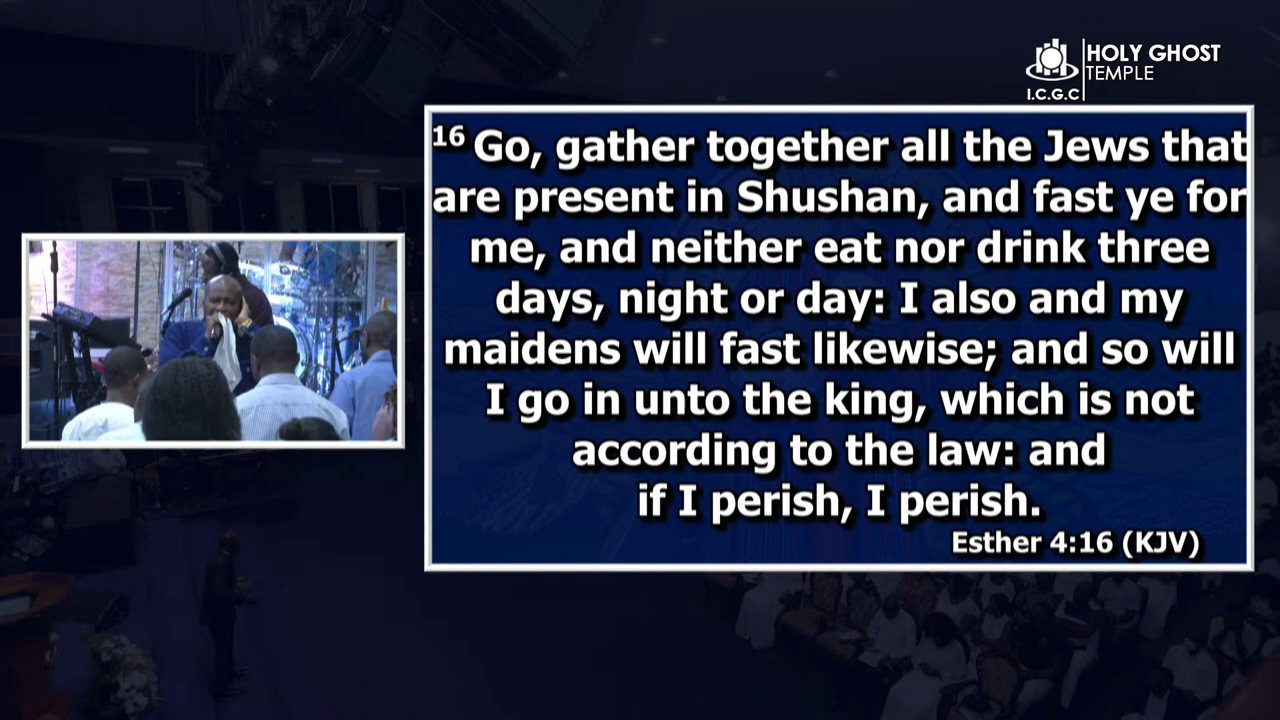 HOLY GHOST
TEMPLE
I.C.G.C
16 Go, gather together all the Jews that
are present in Shushan, and fast ye for
me, and neither eat nor drink three
days, night or day: I also and my
maidens will fast likewise; and so will
I go in unto the king, which is not
according to the law: and
if I perish, I perish.
Esther 4:16 (KJV)